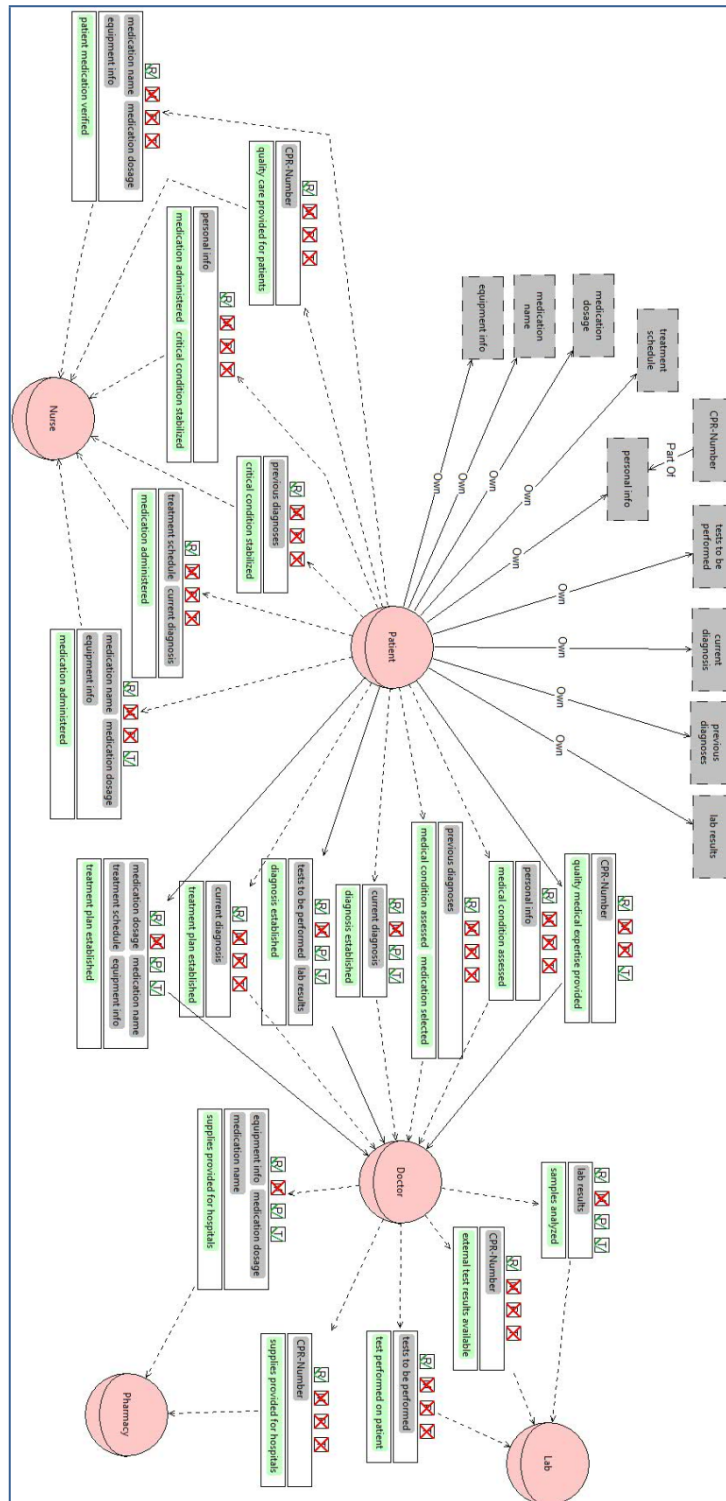 CPR-Number
tests to be
performed
current
diagnosis
previous
diagnoses
lab results
treatment
schedule
Part Of
personal info
medication
dosage
medication
name
equipment info
Own
Own
Own
Own
Own
Own
Own
Own
Own
Patient
R M P T
medication name medication dosage
equipment info
patient medication verified
R M P T
CPR-Number
quality care provided for patients
R M P T
personal info
medication administered critical condition stabilized
R M P T
previous diagnoses
critical condition stabilized
R M P T
treatment schedule current diagnosis
medication administered
R M P T
medication name medication dosage
equipment info
medication administered
Nurse
R M P T
CPR-Number
quality medical expertise provided
R M P T
personal info
medical condition assessed
R M P T
previous diagnoses
medical condition assessed medication selected
R M P T
current diagnosis
diagnosis established
R M P T
tests to be performed lab results
diagnosis established
R M P T
current diagnosis
treatment plan established
R M P T
medication dosage medication name
treatment schedule equipment info
treatment plan established
Doctor
R M P T
lab results
samples analyzed
R M P T
CPR-Number
external test results available
R M P T
tests to be performed
test performed on patient
R M P T
CPR-Number
supplies provided for hospitals
R M P T
equipment info medication dosage
medication name
supplies provided for hospitals
Lab
Pharmacy